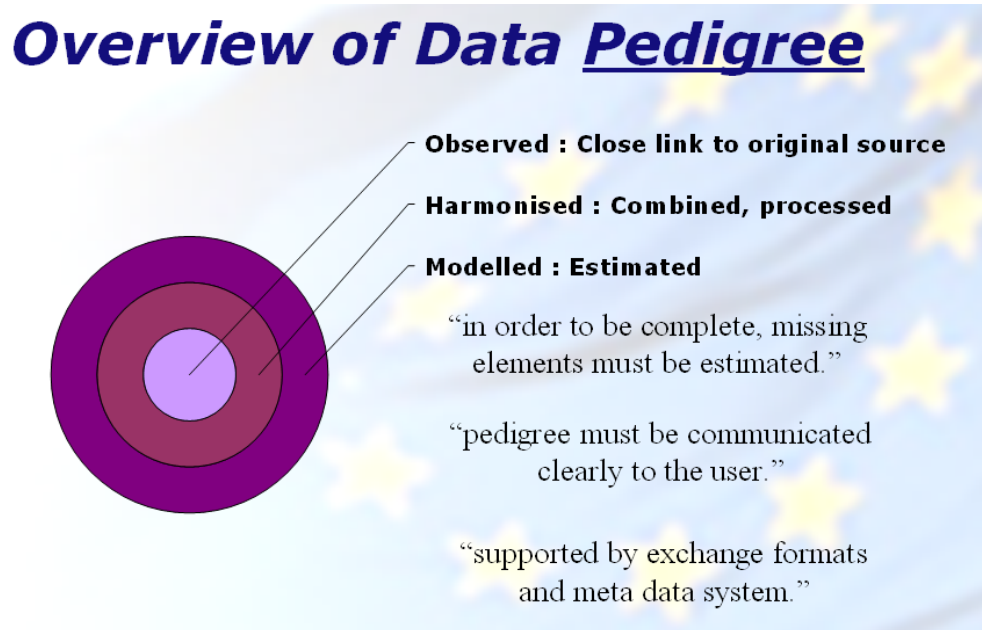 Overview of Data Pedigree
Observed : Close link to original source
Harmonised : Combined, processed
Modelled : Estimated
“in order to be complete, missing
elements must be estimated.”
“pedigree must be communicated
clearly to the user.”
“supported by exchange formats
and meta data system.”